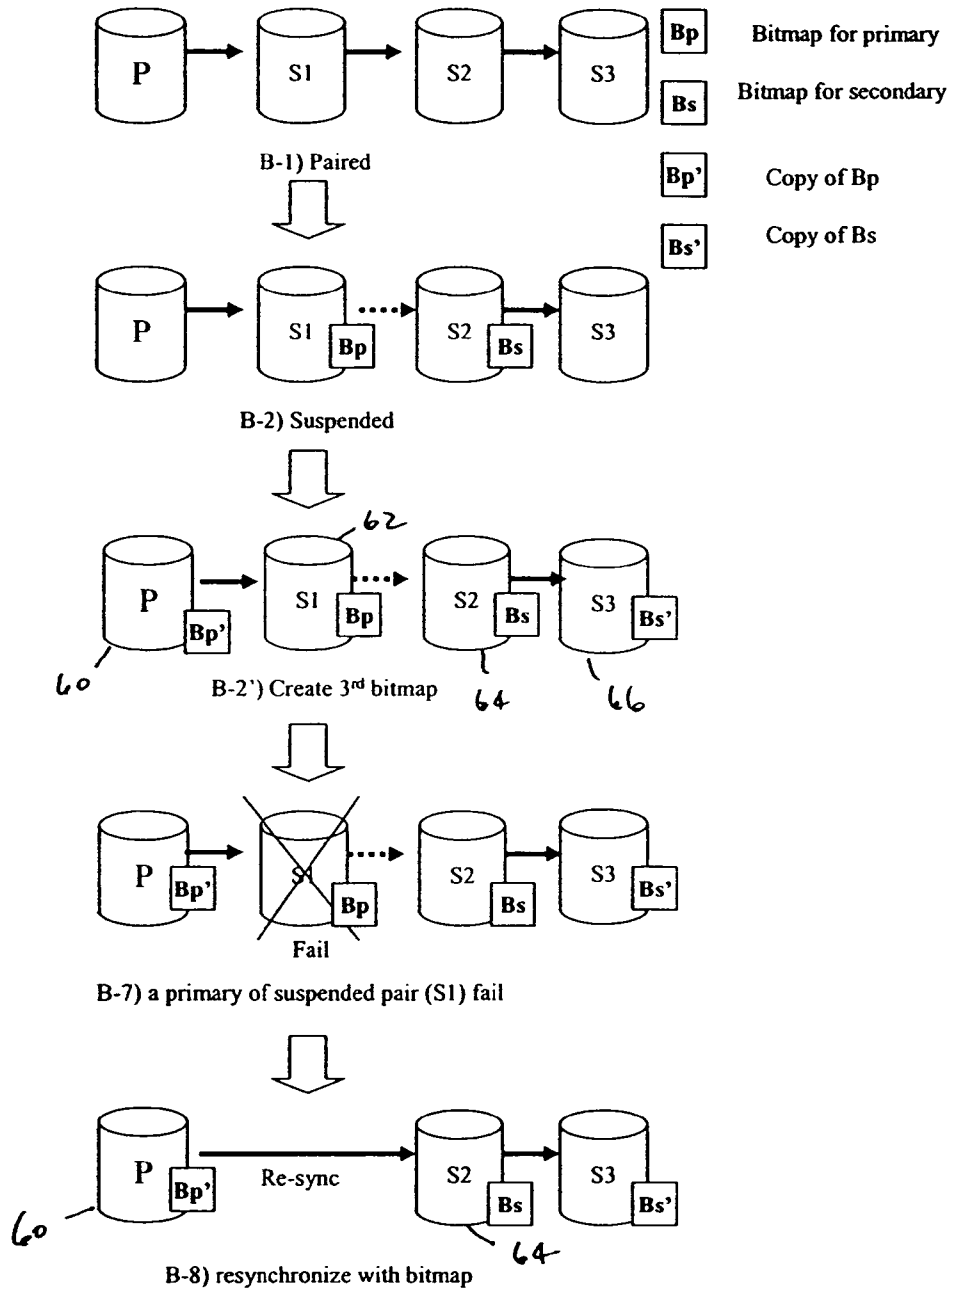 P S1 S2 S3
Bp Bitmap for primary
Bs Bitmap for secondary
Bp' Copy of Bp
Bs' Copy of Bs
B-1) Paired
P S1 Bp S2 Bs S3
B-2) Suspended
62
P Bp' S1 Bp S2 Bs S3 Bs'
60 64 66
B-2') Create 3rd bitmap
P Bp' S1 Bp S2 Bs S3 Bs'
Fail
B-7) a primary of suspended pair (S1) fail
P Bp' Re-sync S2 Bs S3 Bs'
60 64
B-8) resynchronize with bitmap